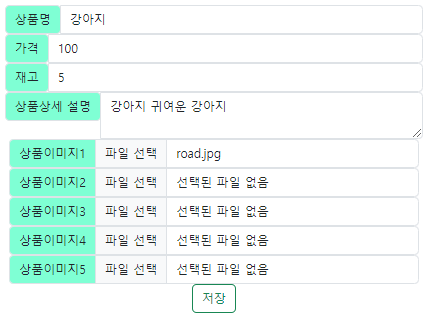 상품명 강아지
가격 100
재고 5
상품상세 설명 강아지 귀여운 강아지
상품이미지1 파일 선택 road.jpg
상품이미지2 파일 선택 선택된 파일 없음
상품이미지3 파일 선택 선택된 파일 없음
상품이미지4 파일 선택 선택된 파일 없음
상품이미지5 파일 선택 선택된 파일 없음
저장